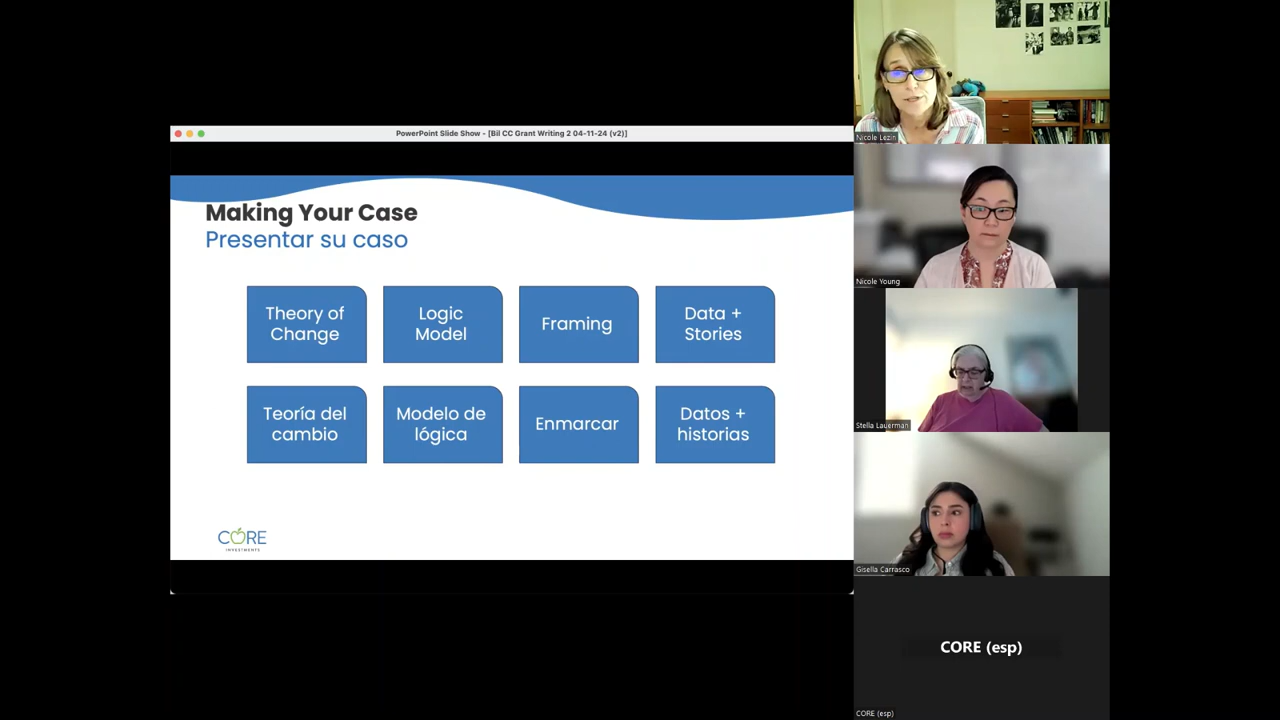 PowerPoint Slide Show - [Bil CC Grant Writing 2 04-11-24 (v2)]
Making Your Case
Presentar su caso
Theory of
Change
Logic
Model
Framing
Data +
Stories
Teoría del
cambio
Modelo de
lógica
Enmarcar
Datos +
historias
CORE
INVESTMENTS
Nicole Lezin
Nicole Young
Stella Lauerman
Gisella Carrasco
CORE (esp)
CORE (esp)